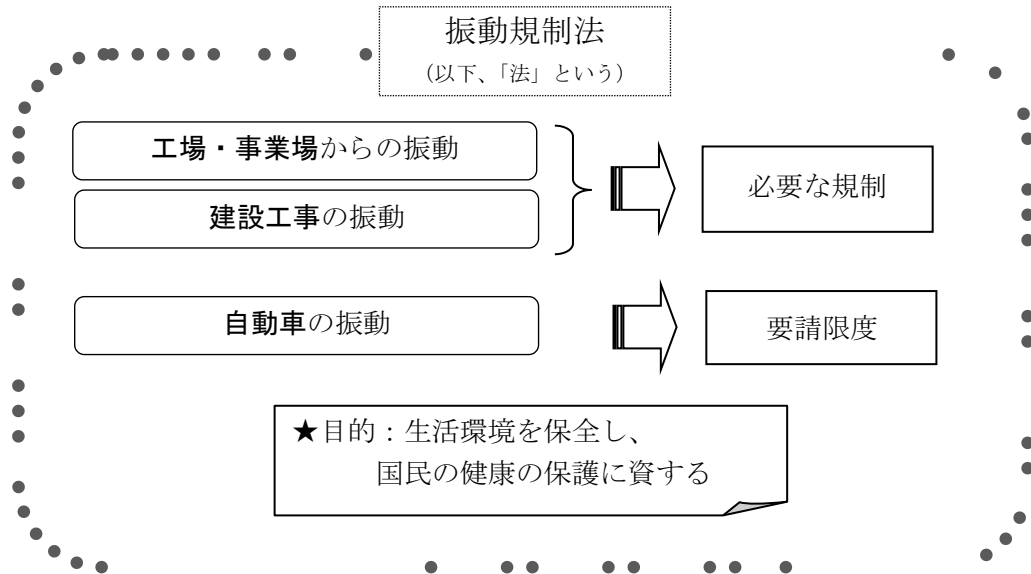 振動規制法
（以下、「法」という）
工場・事業場からの振動
建設工事の振動
必要な規制
自動車の振動
要請限度
★目的：生活環境を保全し、
国民の健康の保護に資する